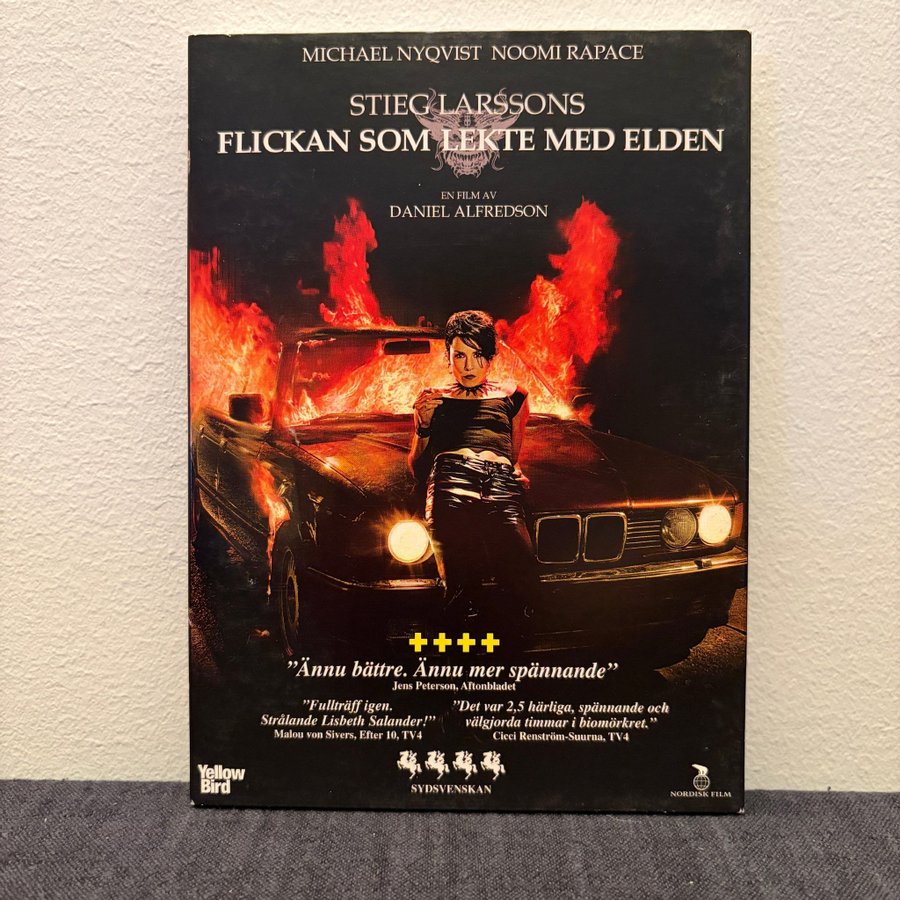 MICHAEL NYQVIST NOOMI RAPACE
STIEG LARSSONS
FLICKAN SOM LEKTE MED ELDEN
EN FILM AV
DANIEL ALFREDSON
”Ännu bättre. Ännu mer spännande”
Jens Peterson, Aftonbladet
”Fullträff igen.
Strålande Lisbeth Salander!”
Malou von Sivers, Efter 10, TV4
”Det var 2,5 härliga, spännande och
välgjorda timmar i biomörkret.”
Cicci Renström-Suurna, TV4
SYDSVENSKAN
Yellow
Bird
NORDISK FILM